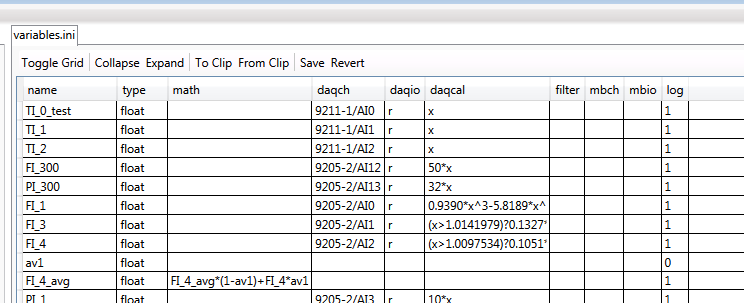 variables.ini
Toggle Grid Collapse Expand To Clip From Clip Save Revert
name type math daqch daqio daqcal filter mbch mbio log
TI_0_test float 9211-1/AI0 r x 1
TI_1 float 9211-1/AI1 r x 1
TI_2 float 9211-1/AI2 r x 1
FI_300 float 9205-2/AI12 r 50*x 1
PI_300 float 9205-2/AI13 r 32*x 1
FI_1 float 9205-2/AI0 r 0.9390*x^3-5.8189*x^ 1
FI_3 float 9205-2/AI1 r (x>1.0141979)?0.1327* 1
FI_4 float 9205-2/AI2 r (x>1.0097534)?0.1051* 1
av1 float 0
FI_4_avg float FI_4_avg*(1-av1)+FI_4*av1 1
PI_1 float 9205-2/AI3 r 10*x 1